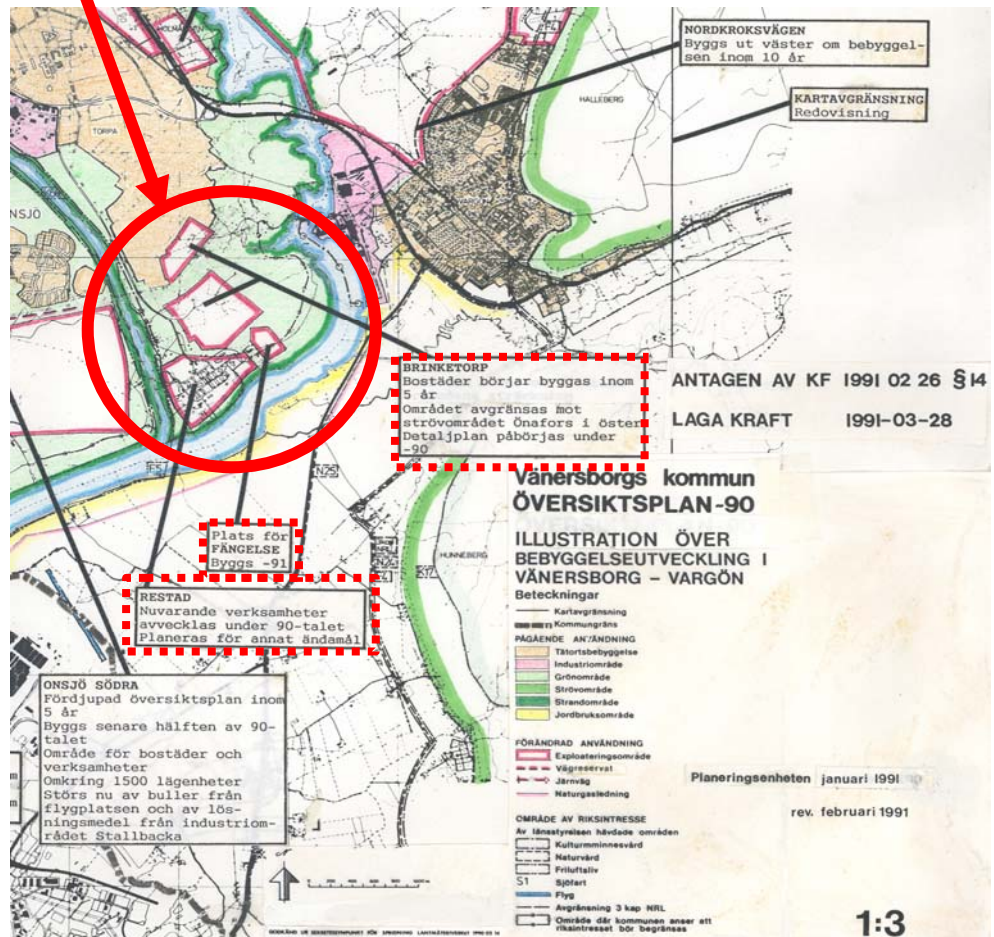 NORDKROKSVÄGEN
Byggs ut väster om bebyggel-
sen inom 10 år
KARTAVGRÄNSNING
Redovisning
HALLEBERG
TORPA
NSJÖ
BRINKETORP
Bostäder börjar byggas inom
5 år
Området avgränsas mot
strövområdet Önafors i öster
Detaljplan påbörjas under
-90
ANTAGEN AV KF 1991 02 26 § 14
LAGA KRAFT 1991-03-28
N25
Plats för
FÄNGELSE
Byggs -91
HUNNEBERG
RESTAD
Nuvarande verksamheter
avvecklas under 90-talet
Planeras för annat ändamål
ONSJÖ SÖDRA
Fördjupad översiktsplan inom
5 år
Byggs senare hälften av 90-
talet
Område för bostäder och
verksamheter
Omkring 1500 lägenheter
Störs nu av buller från
flygplatsen och av lös-
ningsmedel från industriom-
rådet Stallbacka
Vänersborgs kommun
ÖVERSIKTSPLAN-90
ILLUSTRATION ÖVER
BEBYGGELSEUTVECKLING I
VÄNERSBORG – VARGÖN
Beteckningar
Kartavgränsning
Kommungräns
PÅGÅENDE ANVÄNDNING
Tätortsbebyggelse
Industriområde
Grönområde
Strövområde
Strandområde
Jordbruksområde
FÖRÄNDRAD ANVÄNDNING
Exploateringsområde
Vägreservat
Järnväg
Naturgasledning
OMRÅDE AV RIKSINTRESSE
Av länsstyrelsen hävdade områden
Kulturminnesvård
Naturvård
Friluftsliv
S1 Sjöfart
Flyg
Avgränsning 3 kap NRL
Område där kommunen anser att
riksintresset bör begränsas
Planeringsenheten januari 1991
rev. februari 1991
1:3